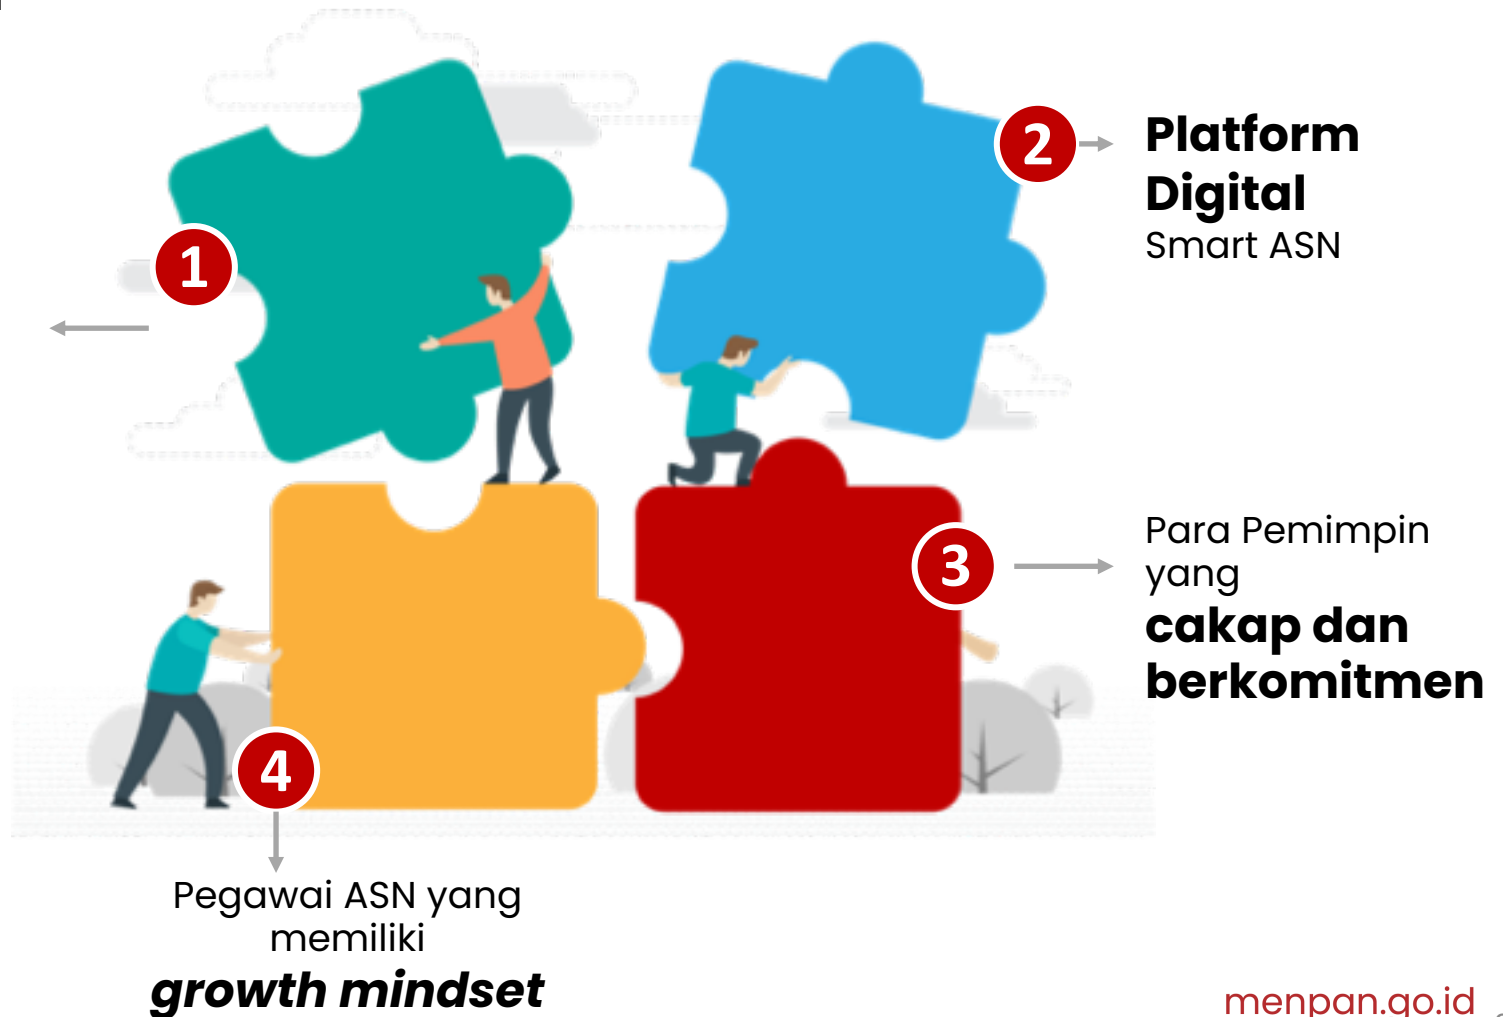 1
2
Platform
Digital
Smart ASN
3
Para Pemimpin
yang
cakap dan
berkomitmen
4
Pegawai ASN yang
memiliki
growth mindset
menpan.go.id